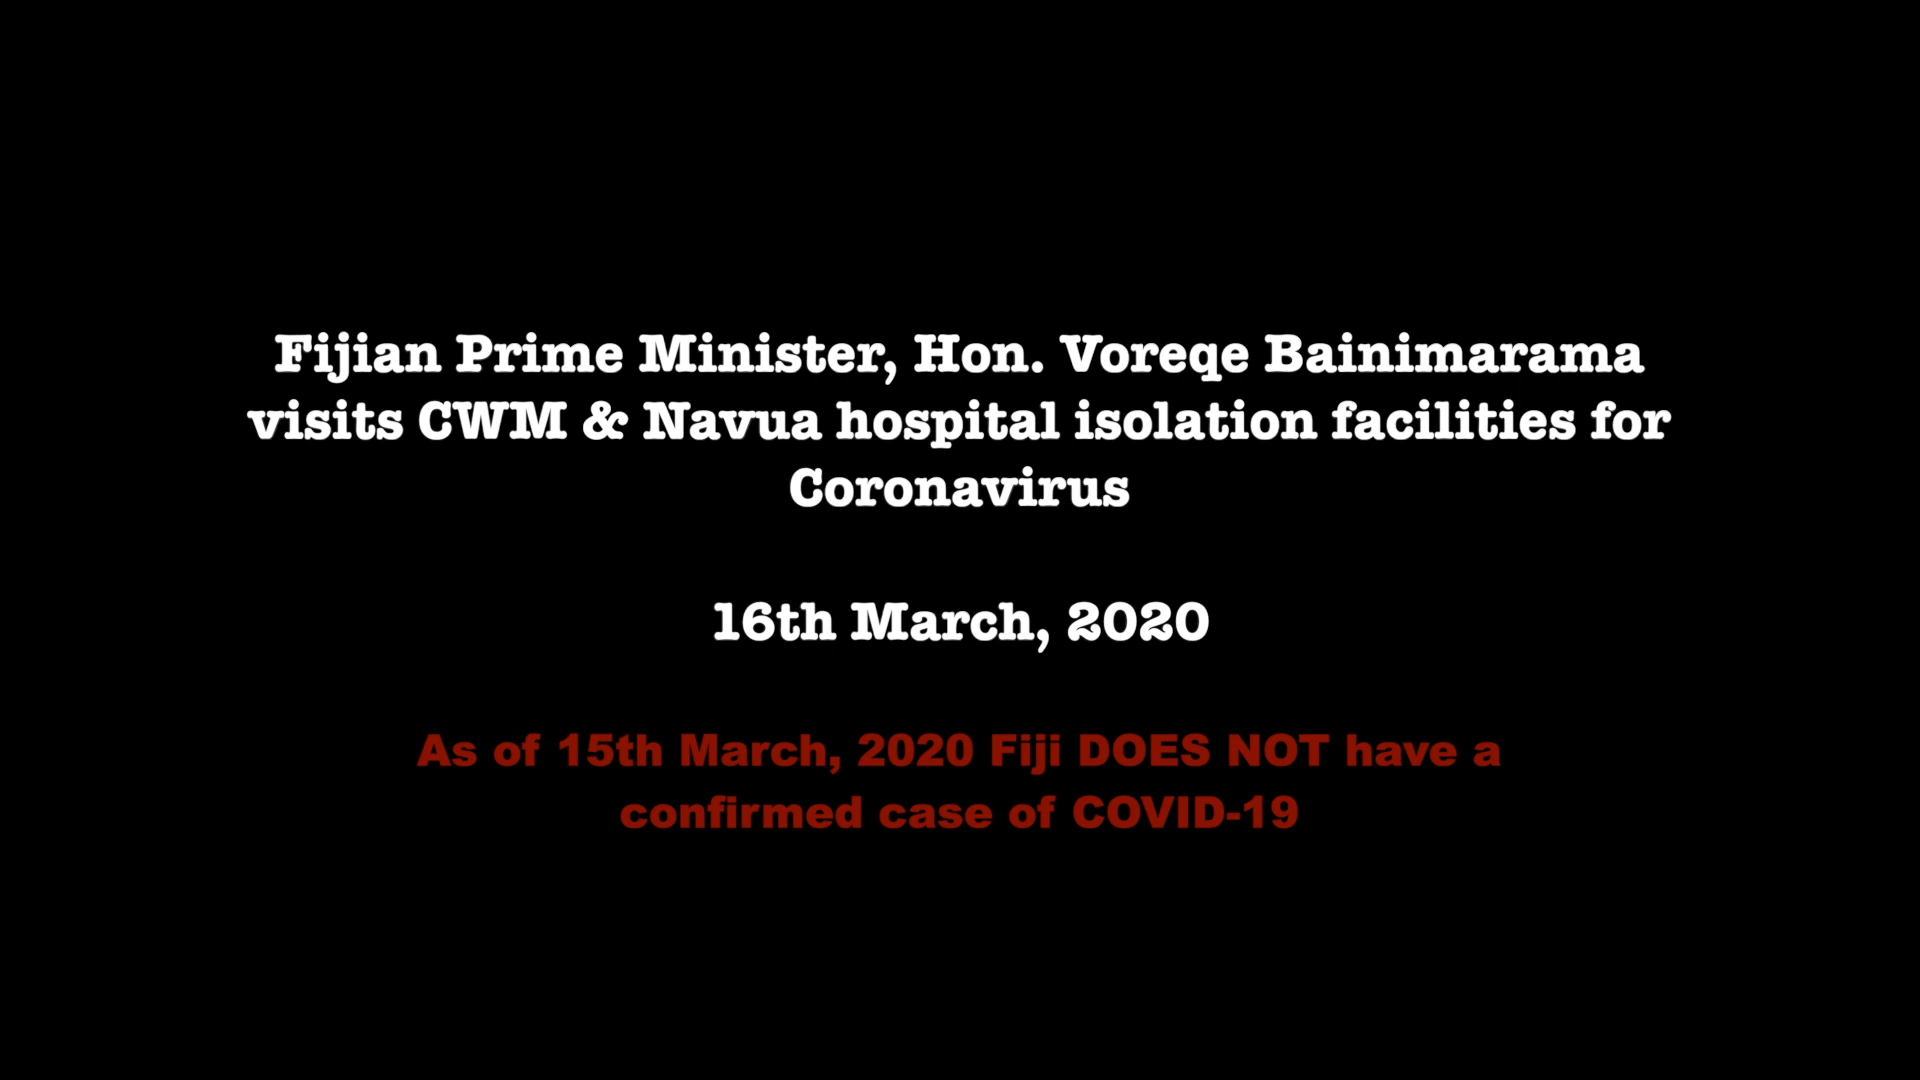 Fijian Prime Minister, Hon. Voreqe Bainimarama
visits CWM & Navua hospital isolation facilities for
Coronavirus
16th March, 2020
As of 15th March, 2020 Fiji DOES NOT have a
confirmed case of COVID-19